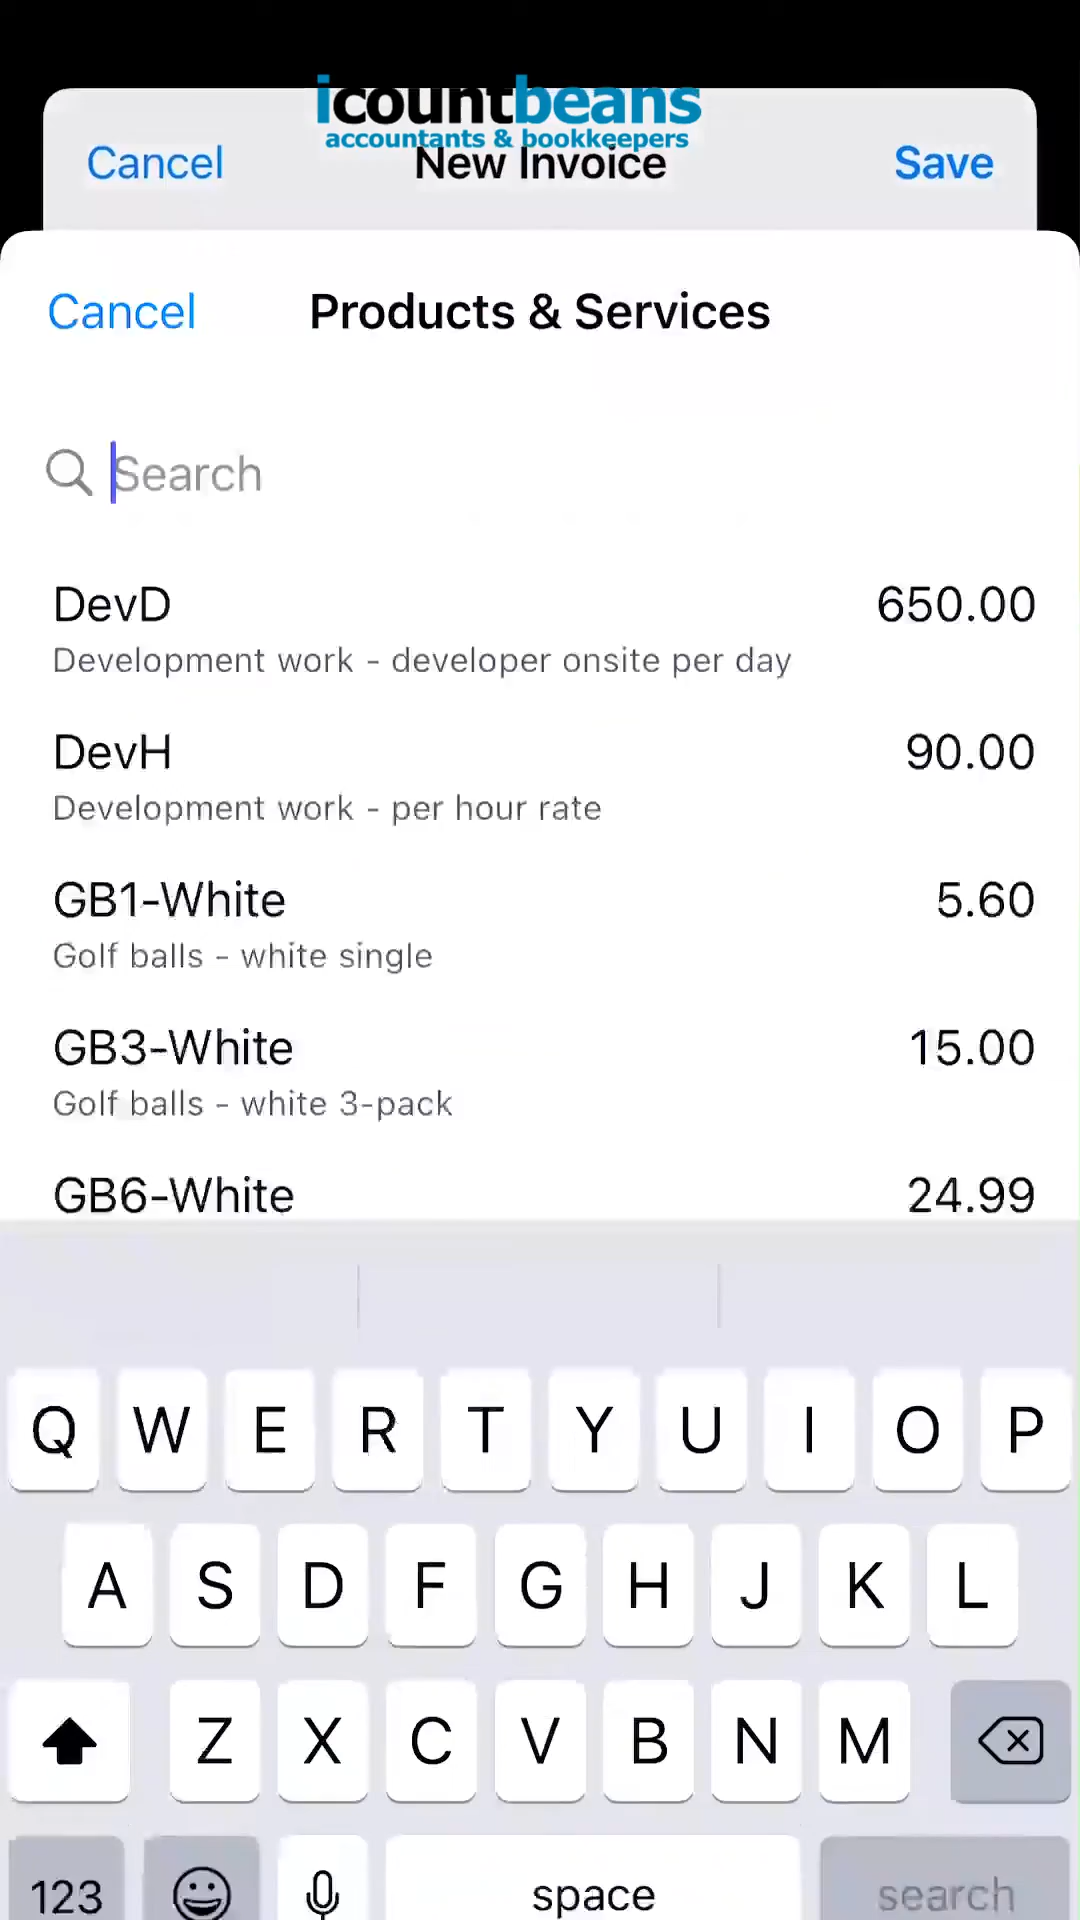 icountbeans
accountants & bookkeepers
Cancel New Invoice Save
Cancel Products & Services
Search
DevD 650.00
Development work - developer onsite per day
DevH 90.00
Development work - per hour rate
GB1-White 5.60
Golf balls - white single
GB3-White 15.00
Golf balls - white 3-pack
GB6-White 24.99
Q W E R T Y U I O P
A S D F G H J K L
Z X C V B N M
123 space search